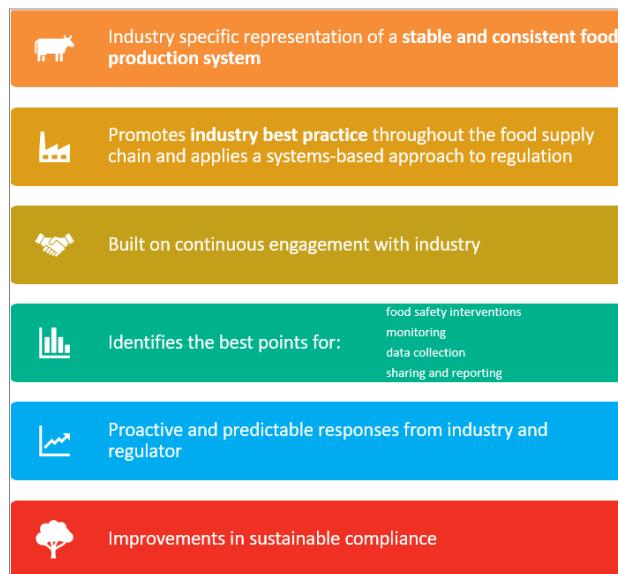 Industry specific representation of a stable and consistent food
production system
Promotes industry best practice throughout the food supply
chain and applies a systems-based approach to regulation
Built on continuous engagement with industry
Identifies the best points for:
food safety interventions
monitoring
data collection
sharing and reporting
Proactive and predictable responses from industry and
regulator
Improvements in sustainable compliance